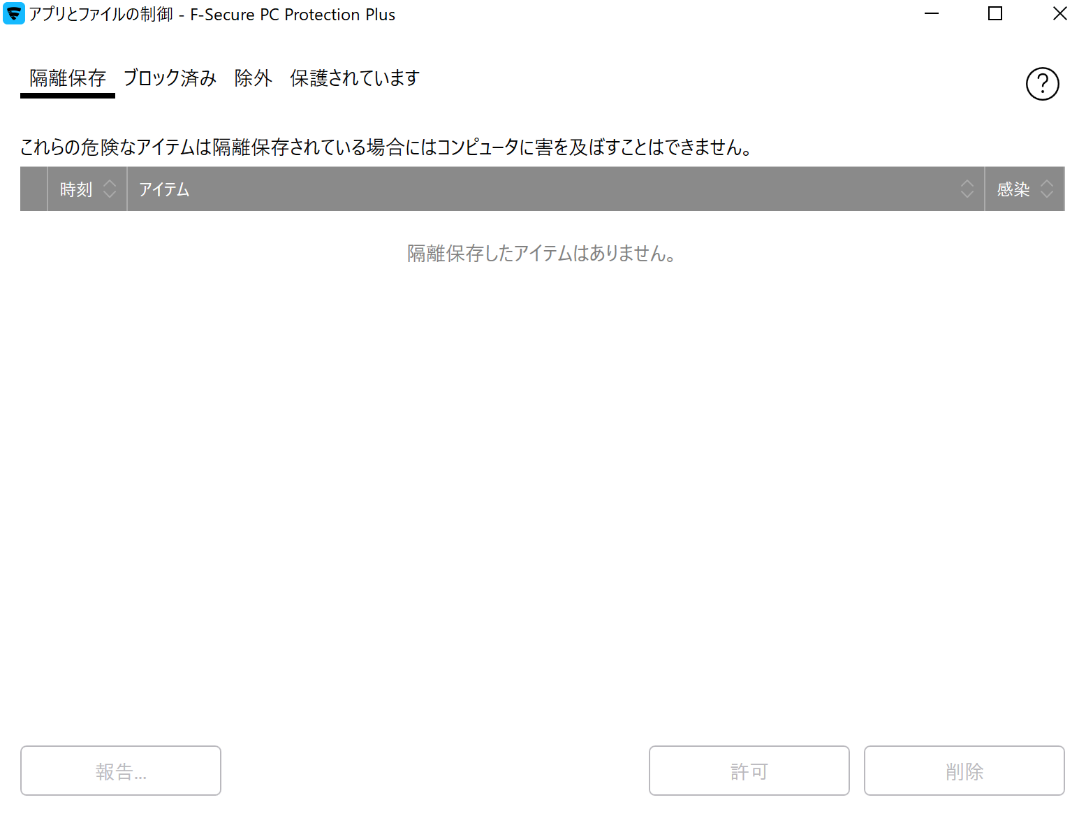 アプリとファイルの制御 - F-Secure PC Protection Plus
隔離保存 ブロック済み 除外 保護されています
?
これらの危険なアイテムは隔離保存されている場合にはコンピュータに害を及ぼすことはできません。
時刻 アイテム 感染
隔離保存したアイテムはありません。
報告... 許可 削除